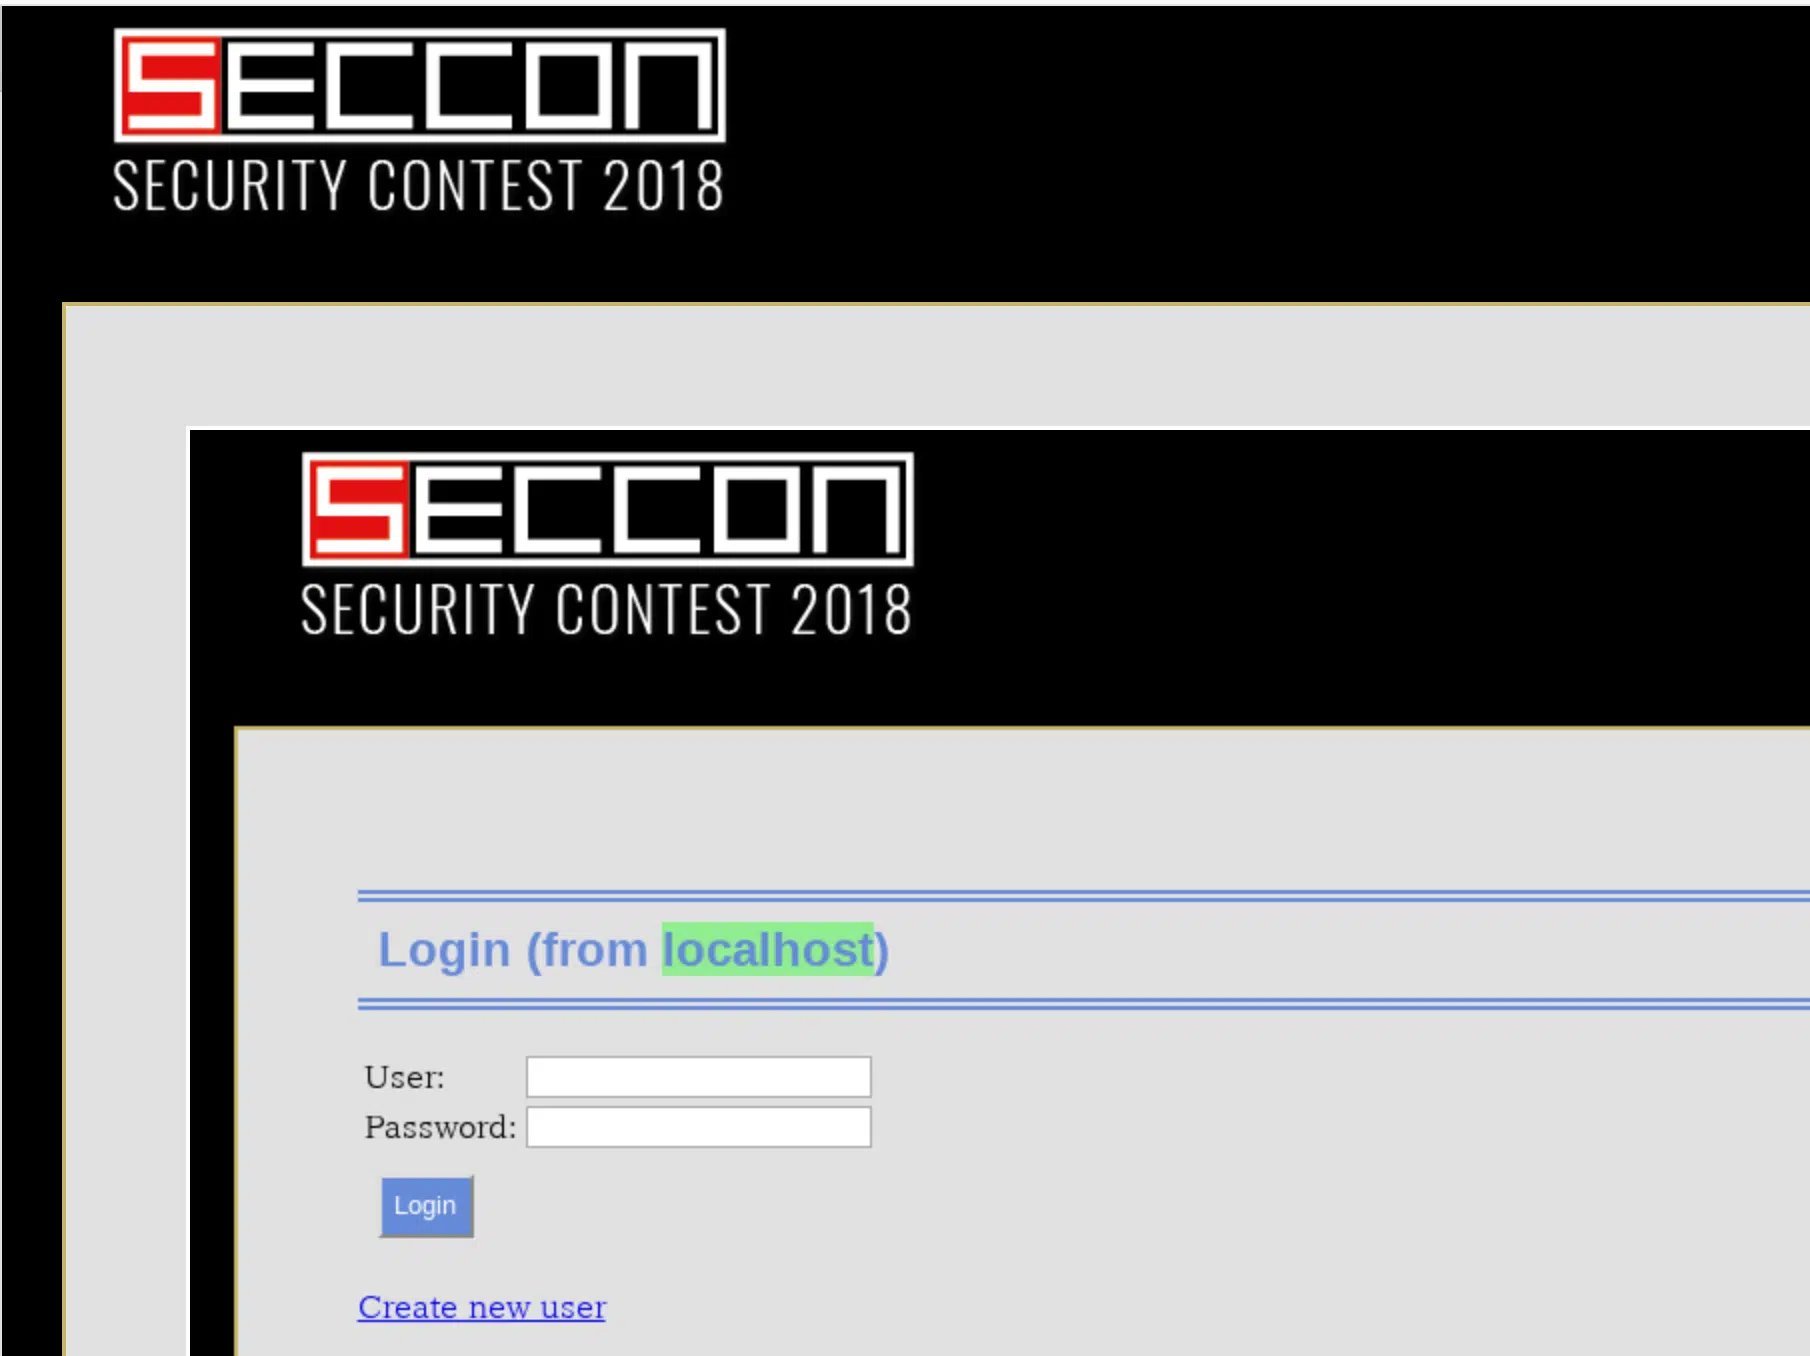 SECCON
SECURITY CONTEST 2018
SECCON
SECURITY CONTEST 2018
Login (from localhost)
User:
Password:
Login
Create new user